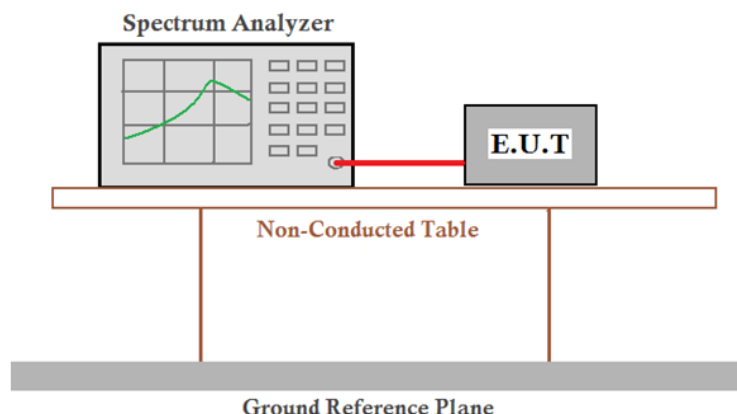 Spectrum Analyzer
E.U.T
Non-Conducted Table
Ground Reference Plane